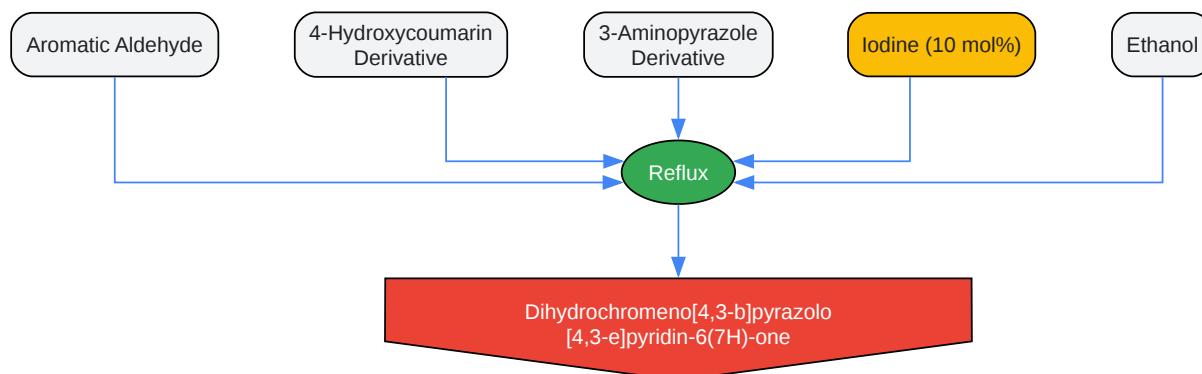 Aromatic Aldehyde
4-Hydroxycoumarin
Derivative
3-Aminopyrazole
Derivative
Iodine (10 mol%)
Ethanol
Reflux
Dihydrochromeno[4,3-b]pyrazolo
[4,3-e]pyridin-6(7H)-one